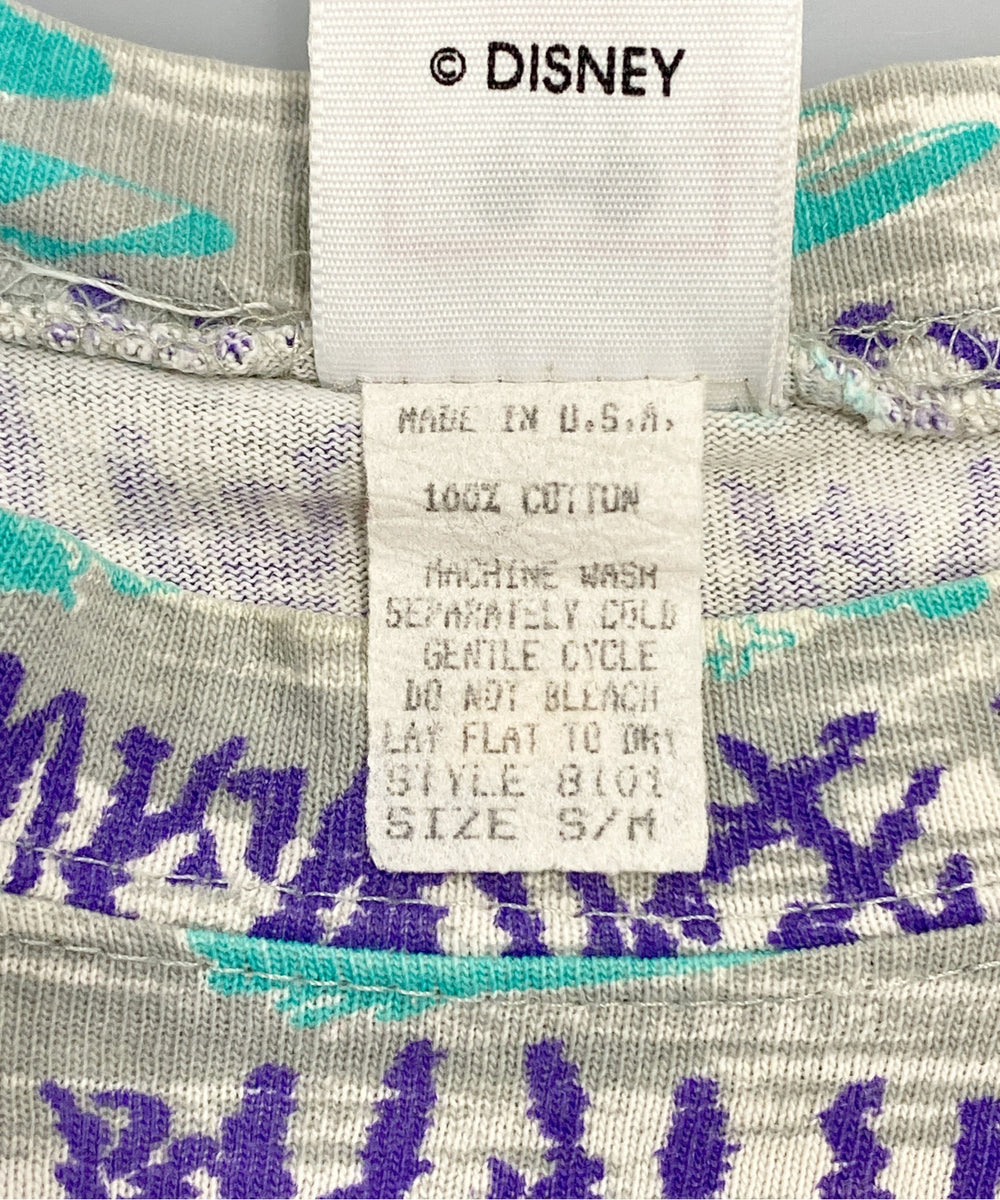 © DISNEY
MADE IN U.S.A.
100% COTTON
MACHINE WASH
SEPARATELY COLD
GENTLE CYCLE
DO NOT BLEACH
LAY FLAT TO DRY
STYLE 8101
SIZE S/M